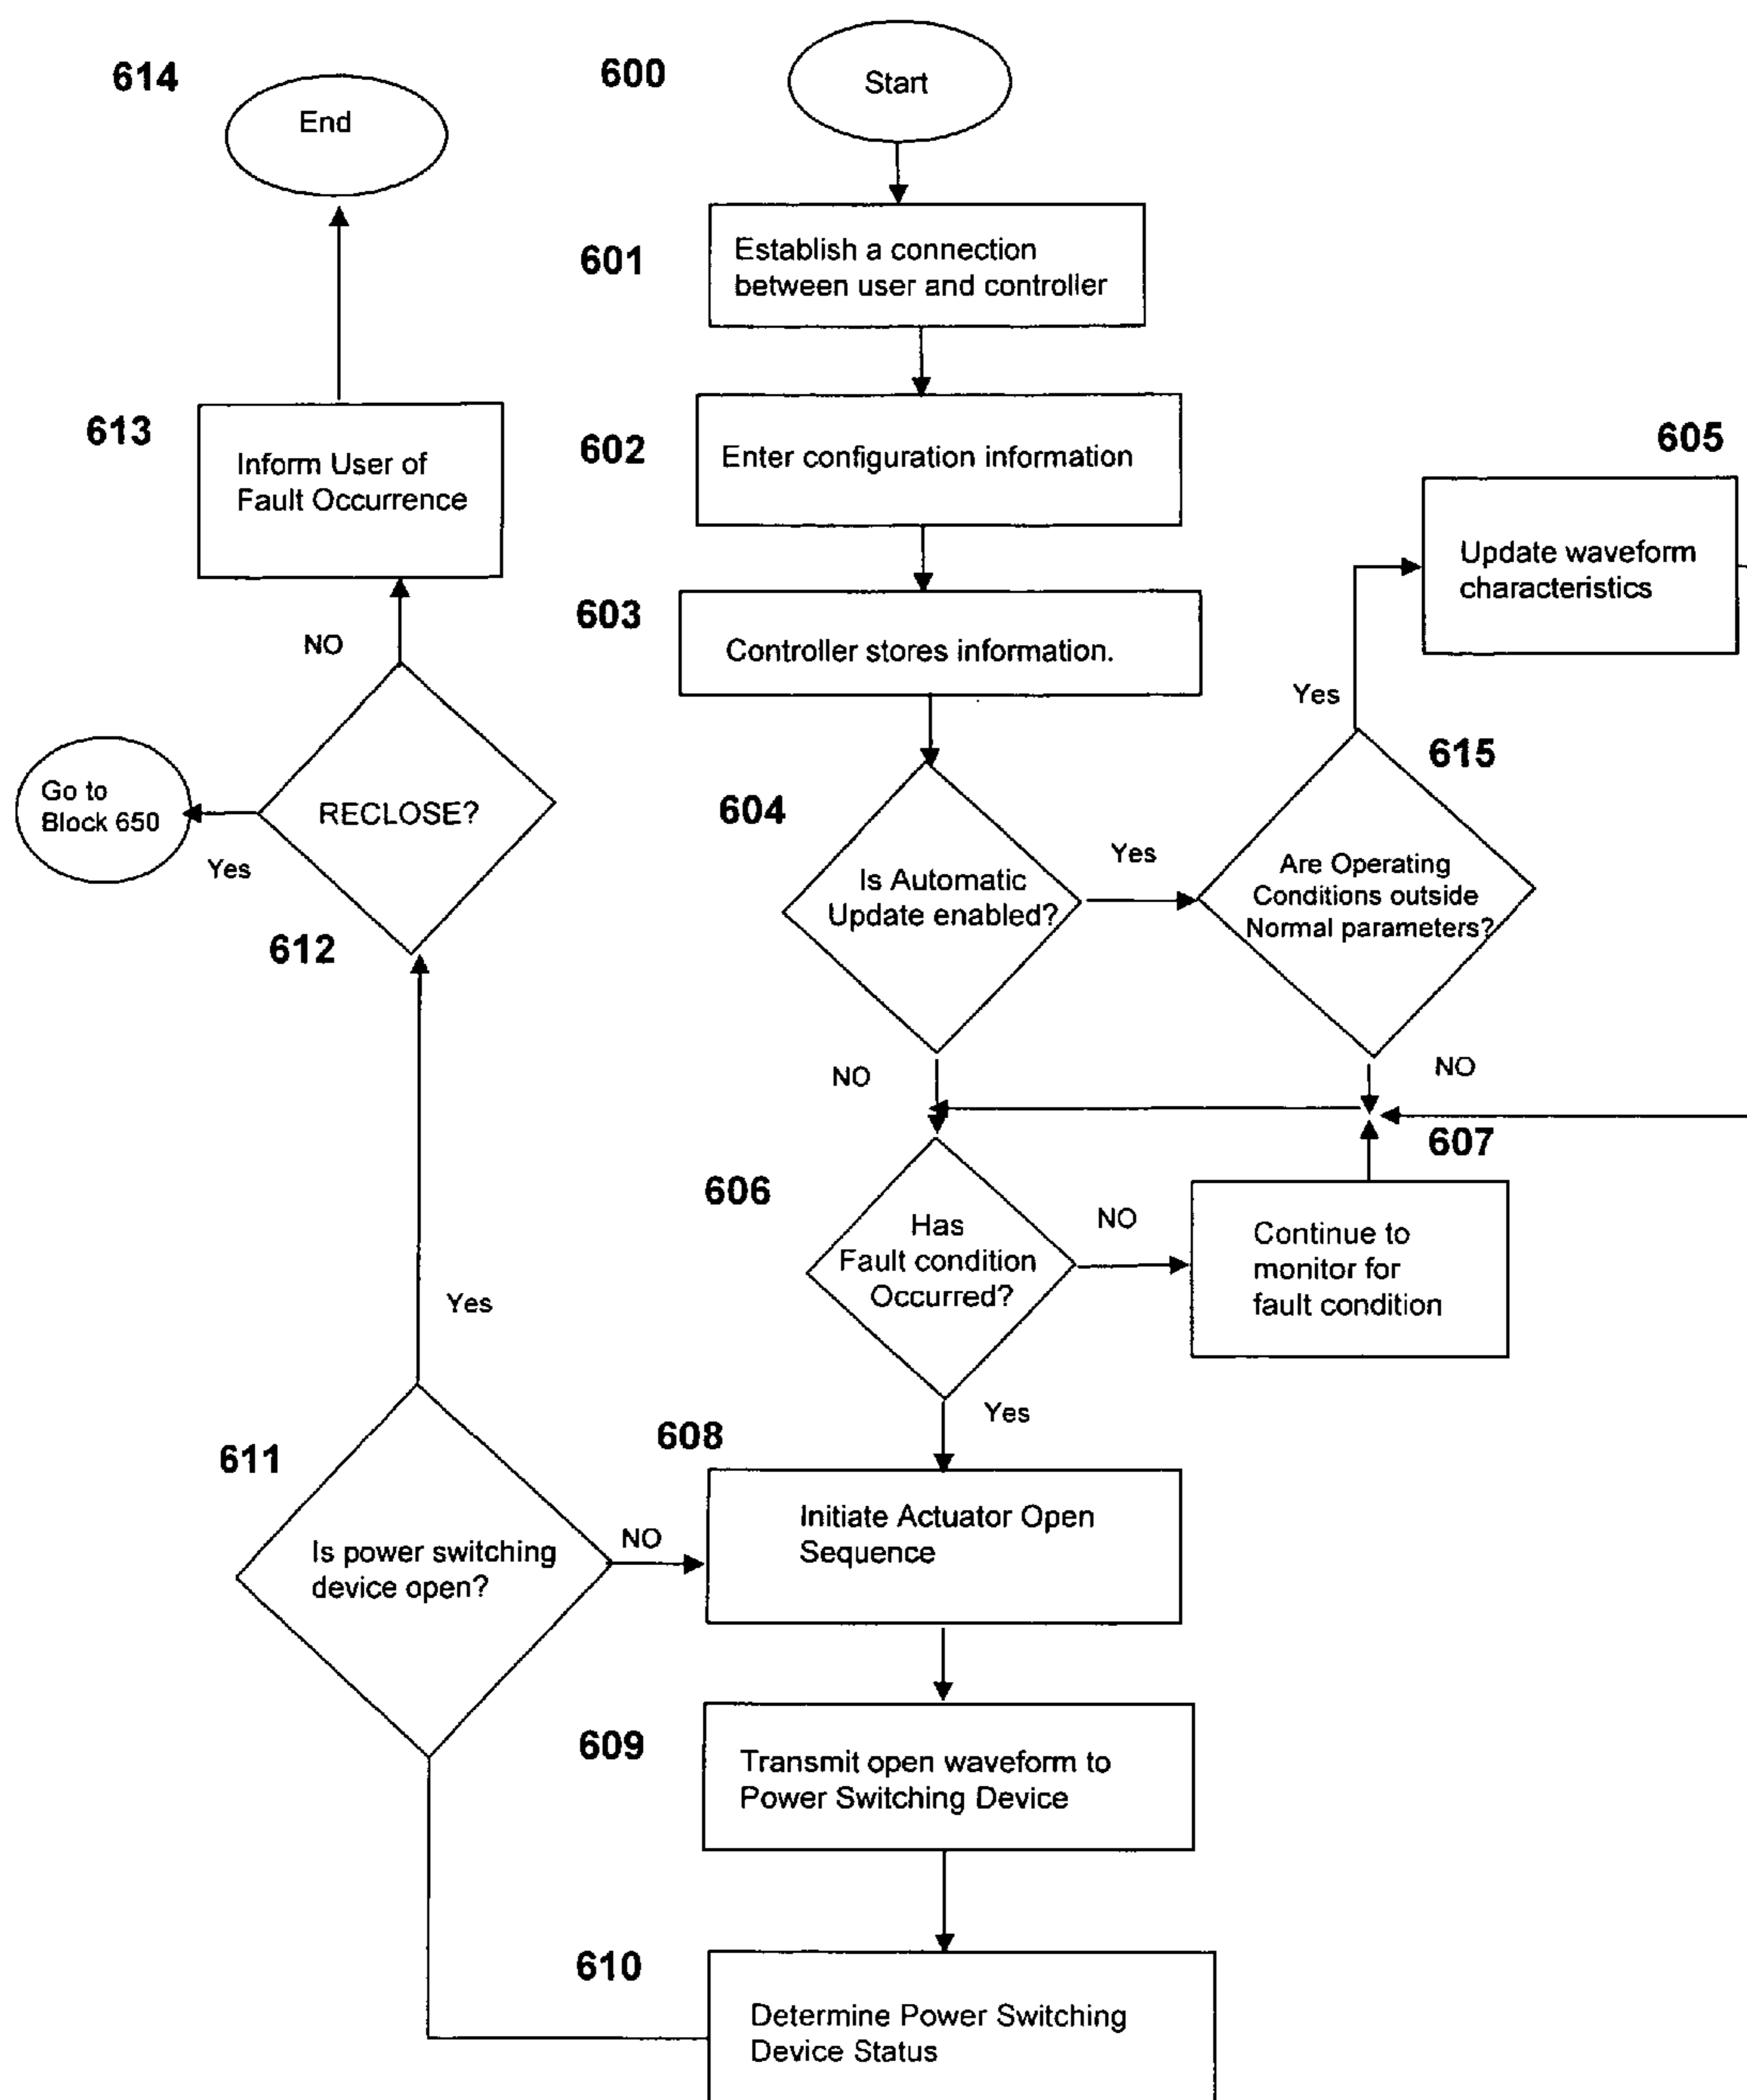 614
End
600
Start
601
Establish a connection
between user and controller
602
Enter configuration information
603
Controller stores information.
613
Inform User of
Fault Occurrence
605
Update waveform
characteristics
NO
Yes
Go to
Block 650
RECLOSE?
Yes
612
604
Is Automatic
Update enabled?
Yes
615
Are Operating
Conditions outside
Normal parameters?
NO
NO
607
606
Has
Fault condition
Occurred?
NO
Continue to
monitor for
fault condition
Yes
Yes
611
Is power switching
device open?
NO
608
Initiate Actuator Open
Sequence
609
Transmit open waveform to
Power Switching Device
610
Determine Power Switching
Device Status